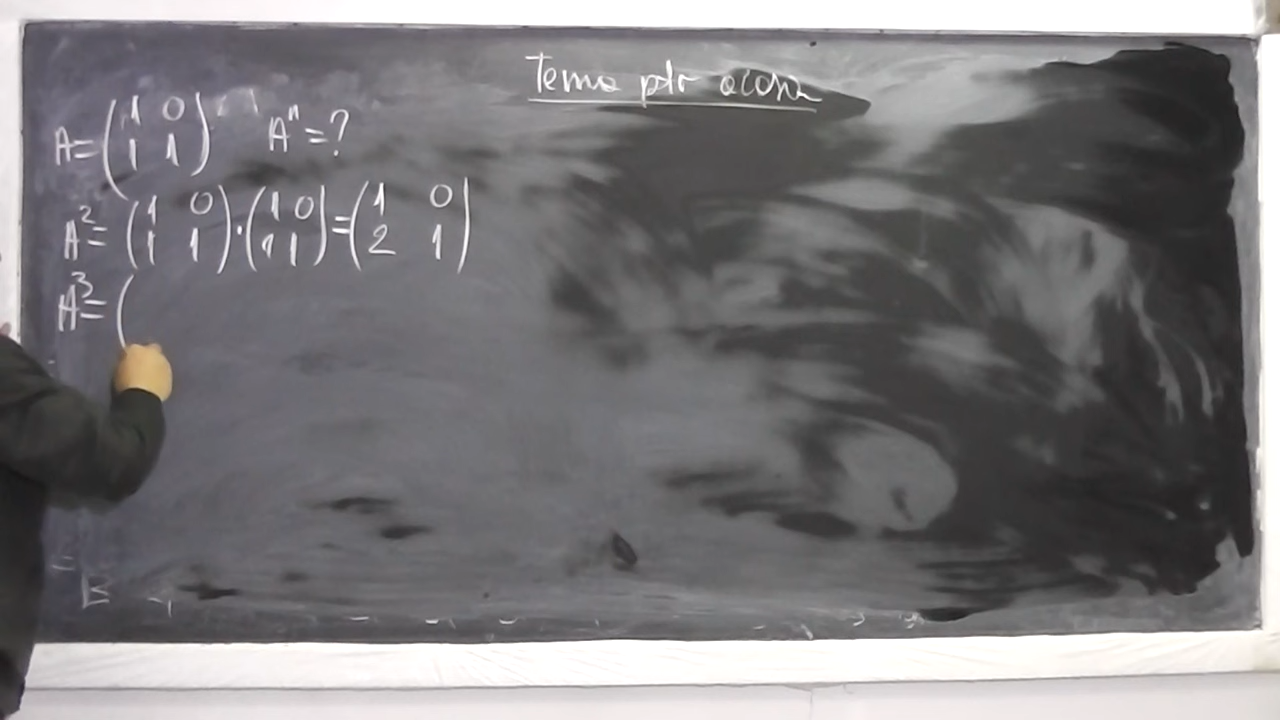 Tema ptr acasa
A = (1 0
1 1) Aⁿ = ?
A² = (1 0
1 1) · (1 0
1 1) = (1 0
2 1)
A³ = (